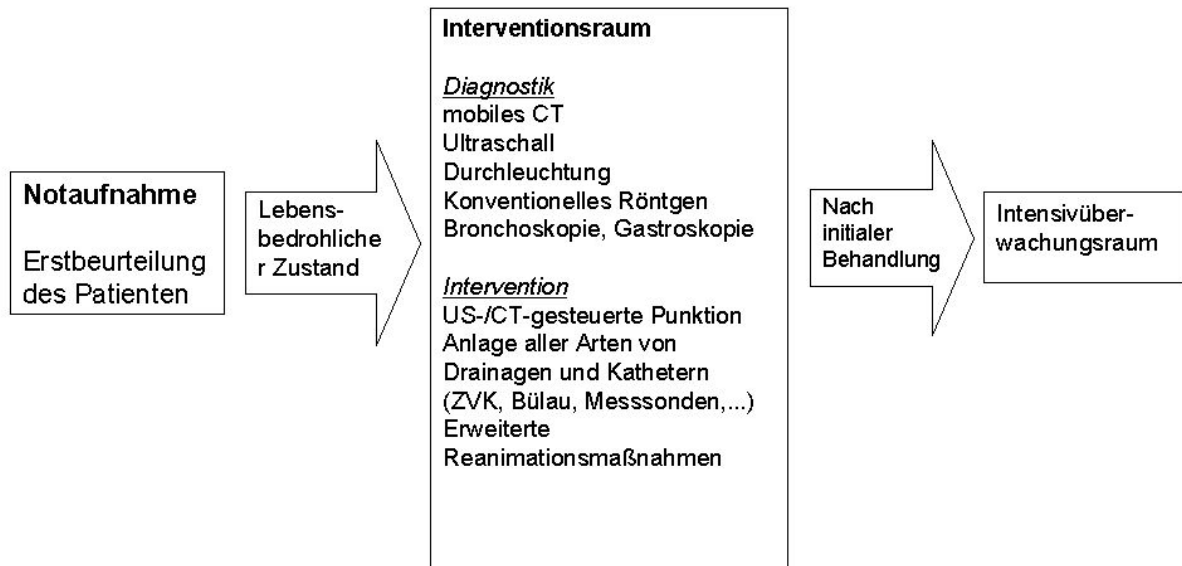 Notaufnahme
Erstbeurteilung
des Patienten
Lebens-
bedrohliche
r Zustand
Interventionsraum
Diagnostik
mobiles CT
Ultraschall
Durchleuchtung
Konventionelles Röntgen
Bronchoskopie, Gastroskopie
Intervention
US-/CT-gesteuerte Punktion
Anlage aller Arten von
Drainagen und Kathetern
(ZVK, Bülau, Messsonden,...)
Erweiterte
Reanimationsmaßnahmen
Nach
initialer
Behandlung
Intensivüber-
wachungsraum